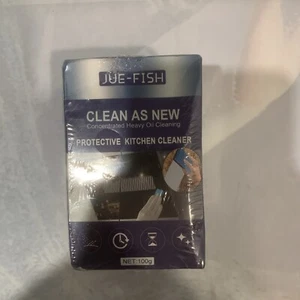 JUE-FISH
CLEAN AS NEW
Concentrated Heavy Oil Cleaning
PROTECTIVE KITCHEN CLEANER
NET:100g